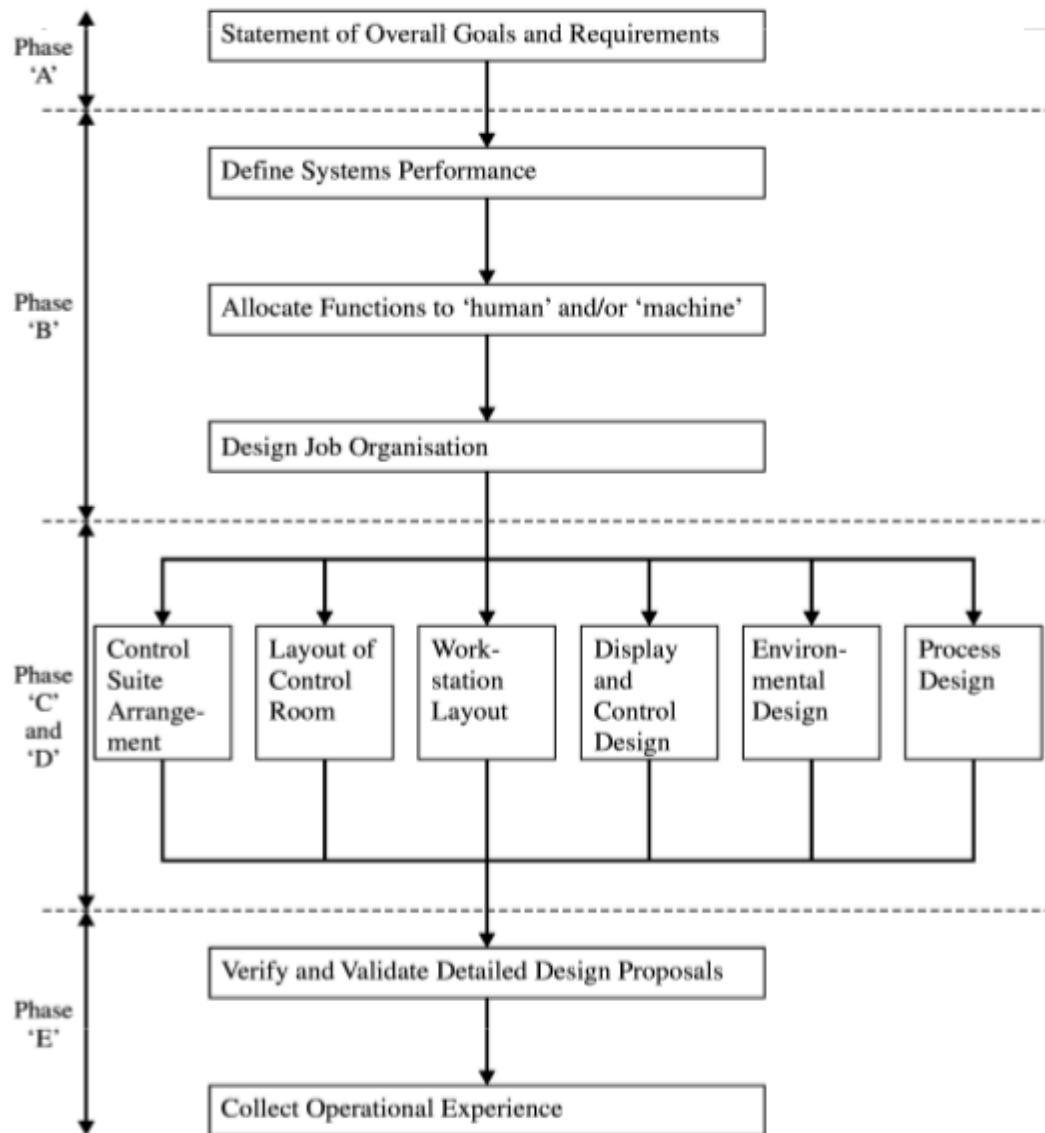 Phase
‘A’
Statement of Overall Goals and Requirements
Define Systems Performance
Phase
‘B’
Allocate Functions to ‘human’ and/or ‘machine’
Design Job Organisation
Phase
‘C’
and
‘D’
Control
Suite
Arrange-
ment
Layout of
Control
Room
Work-
station
Layout
Display
and
Control
Design
Environ-
mental
Design
Process
Design
Verify and Validate Detailed Design Proposals
Phase
‘E’
Collect Operational Experience